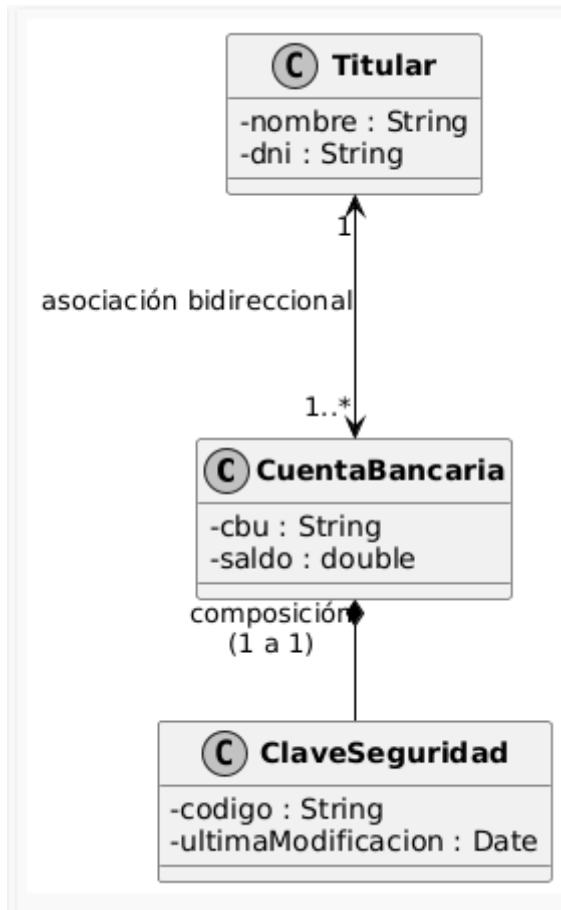 C Titular
-nombre : String
-dni : String
1
asociación bidireccional
1..*
C CuentaBancaria
-cbu : String
-saldo : double
composición
(1 a 1)
C ClaveSeguridad
-codigo : String
-ultimaModificacion : Date